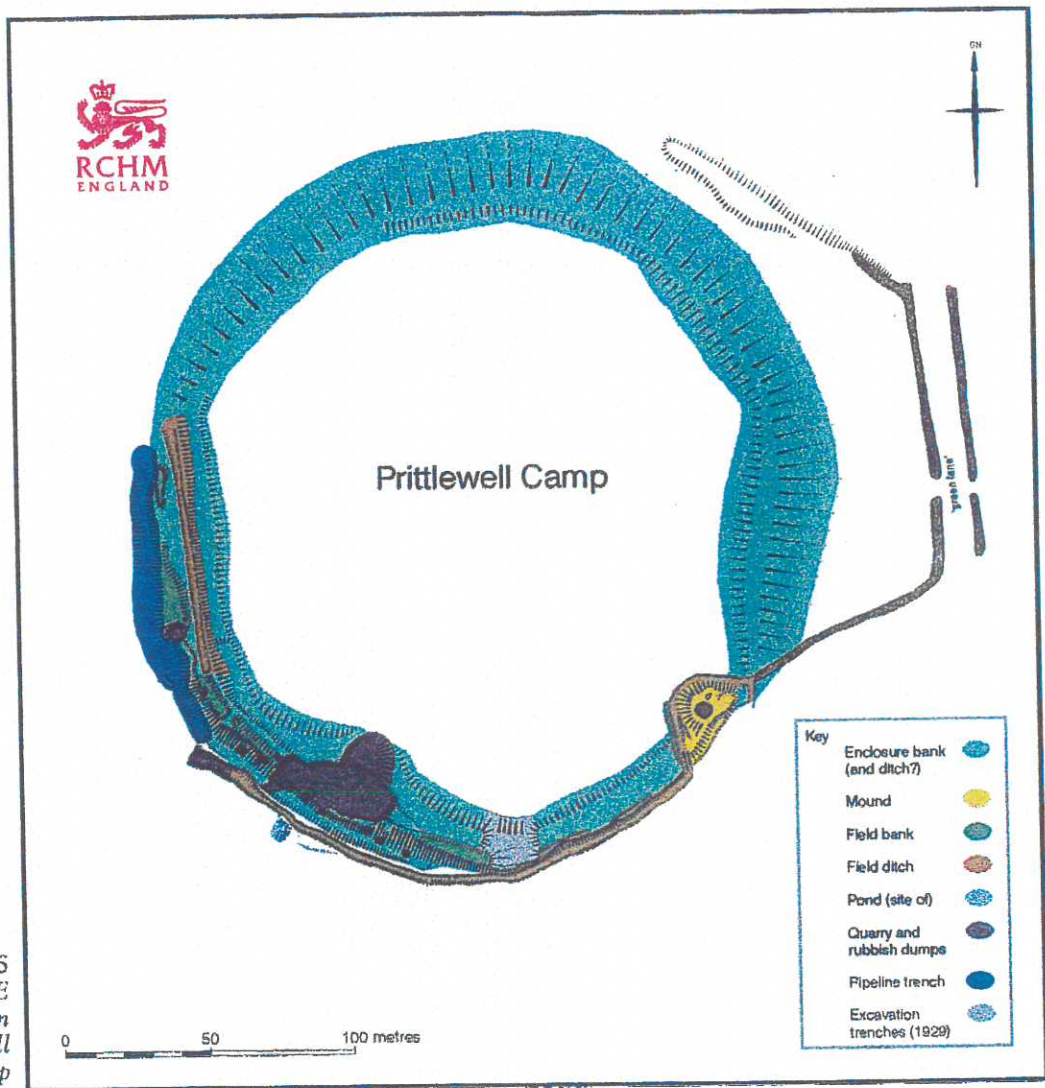 GN
RCHM
ENGLAND
Prittlewell Camp
'green lane'
Key
Enclosure bank
(and ditch?)
Mound
Field bank
Field ditch
Pond (site of)
Quarry and
rubbish dumps
Pipeline trench
Excavation
trenches (1929)
0 50 100 metres